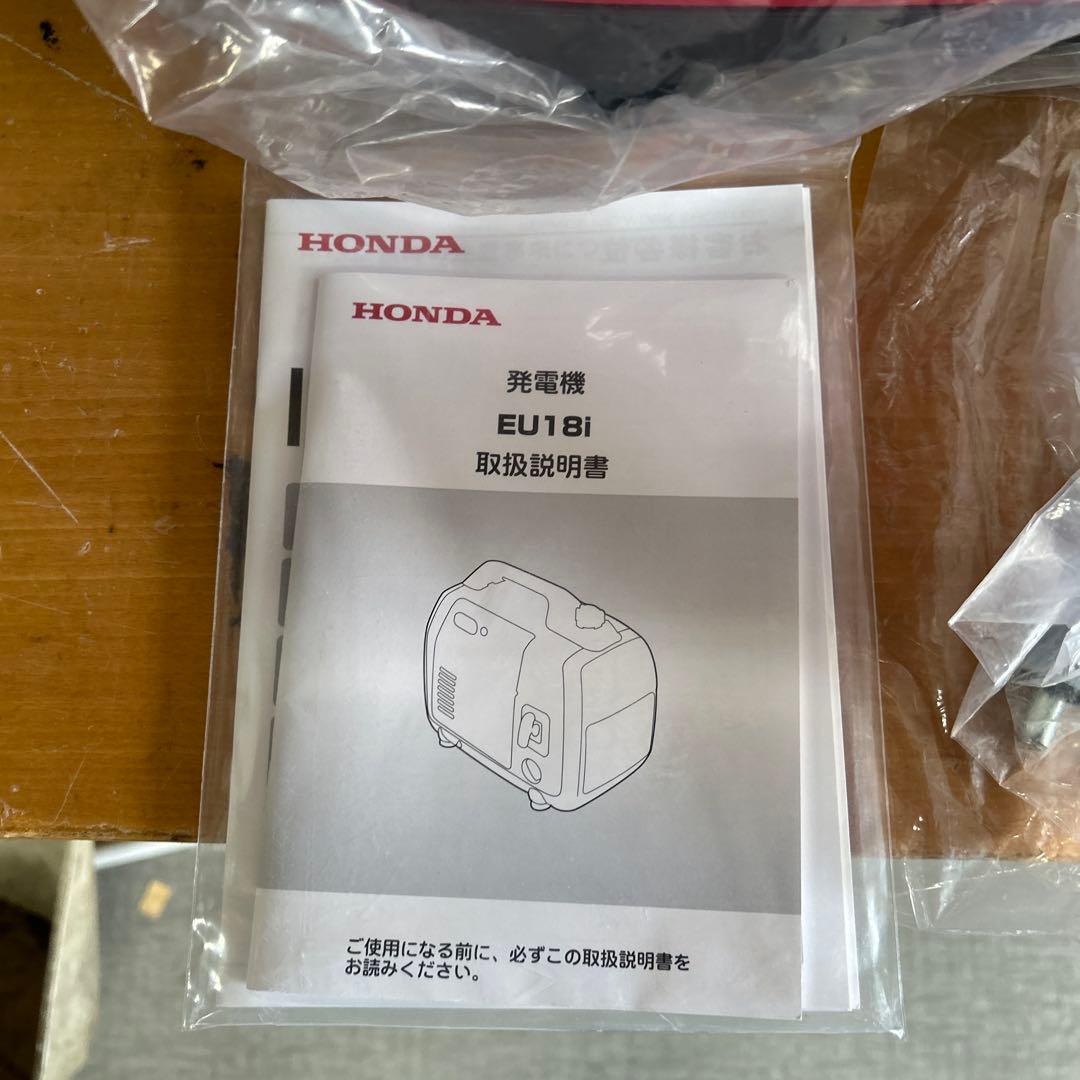 HONDA
HONDA
発電機
EU18i
取扱説明書
ご使用になる前に、必ずこの取扱説明書を
お読みください。